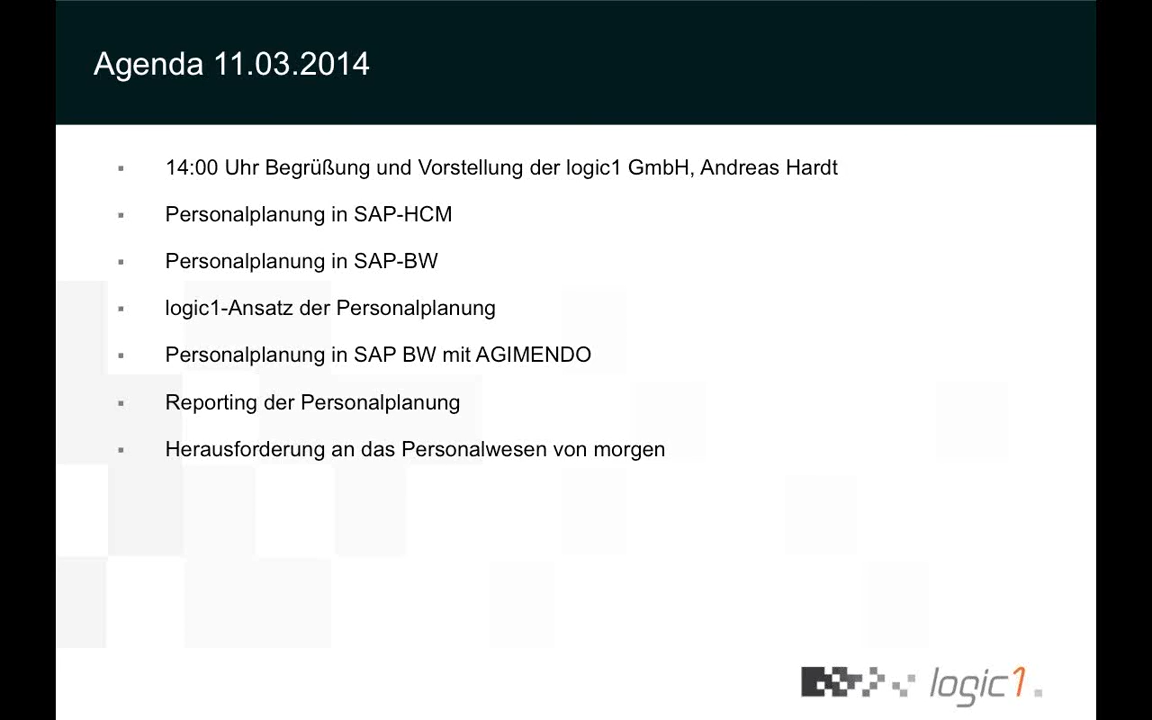 Agenda 11.03.2014
14:00 Uhr Begrüßung und Vorstellung der logic1 GmbH, Andreas Hardt
Personalplanung in SAP-HCM
Personalplanung in SAP-BW
logic1-Ansatz der Personalplanung
Personalplanung in SAP BW mit AGIMENDO
Reporting der Personalplanung
Herausforderung an das Personalwesen von morgen
logic1.